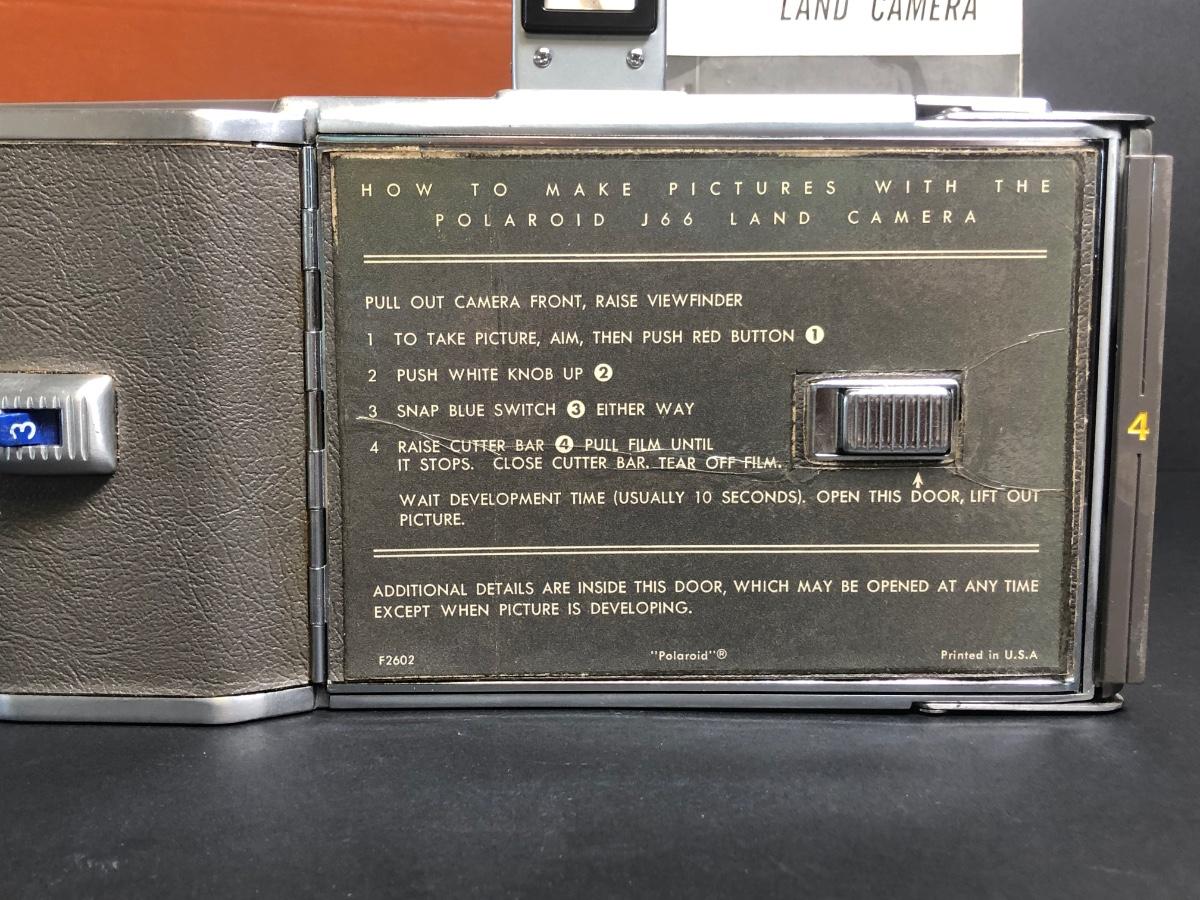 LAND CAMERA
HOW TO MAKE PICTURES WITH THE
POLAROID J66 LAND CAMERA
PULL OUT CAMERA FRONT, RAISE VIEWFINDER
1 TO TAKE PICTURE, AIM, THEN PUSH RED BUTTON ❶
2 PUSH WHITE KNOB UP ❷
3 SNAP BLUE SWITCH ❸ EITHER WAY
4 RAISE CUTTER BAR ❹ PULL FILM UNTIL
IT STOPS. CLOSE CUTTER BAR. TEAR OFF FILM.
WAIT DEVELOPMENT TIME (USUALLY 10 SECONDS). OPEN THIS DOOR, LIFT OUT
PICTURE.
ADDITIONAL DETAILS ARE INSIDE THIS DOOR, WHICH MAY BE OPENED AT ANY TIME
EXCEPT WHEN PICTURE IS DEVELOPING.
F2602 "Polaroid"® Printed in U.S.A
3
4